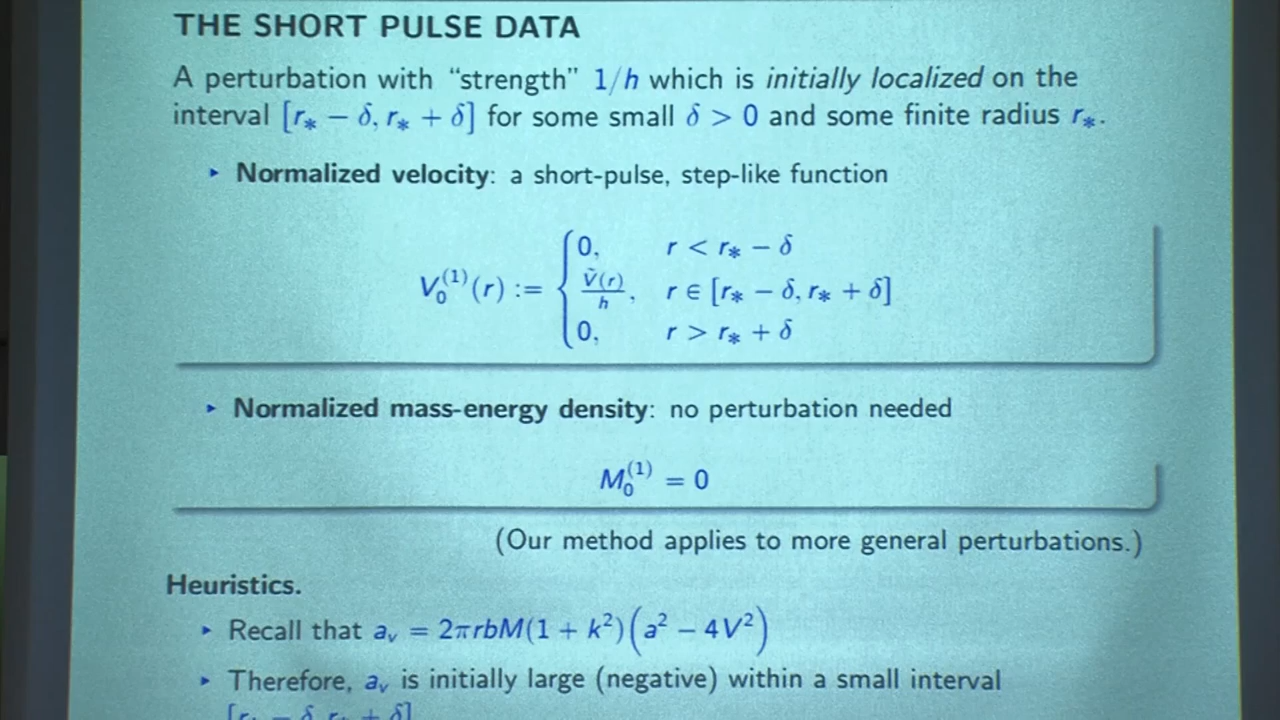 THE SHORT PULSE DATA
A perturbation with “strength” 1/h which is initially localized on the
interval [r∗ − δ, r∗ + δ] for some small δ > 0 and some finite radius r∗.
‣ Normalized velocity: a short-pulse, step-like function
V₀⁽¹⁾(r) := { 0, r < r∗ − δ
Ṽ(r)/h, r ∈ [r∗ − δ, r∗ + δ]
0, r > r∗ + δ
‣ Normalized mass-energy density: no perturbation needed
M₀⁽¹⁾ = 0
(Our method applies to more general perturbations.)
Heuristics.
‣ Recall that aᵥ = 2πrbM(1 + k²)(a² − 4V²)
‣ Therefore, aᵥ is initially large (negative) within a small interval
[r∗ − δ, r∗ + δ]